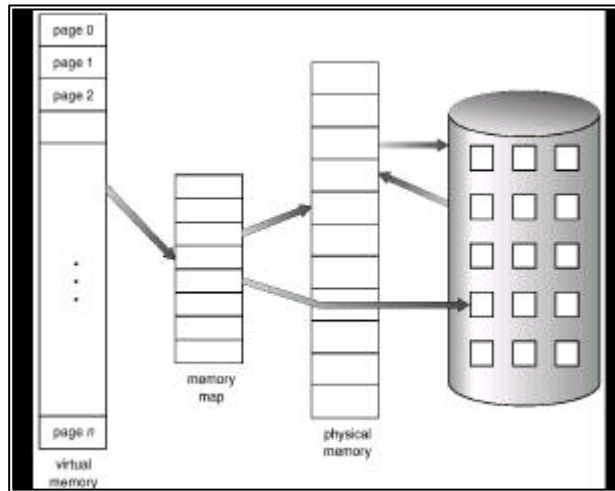 page 0
page 1
page 2
page n
virtual
memory
memory
map
physical
memory